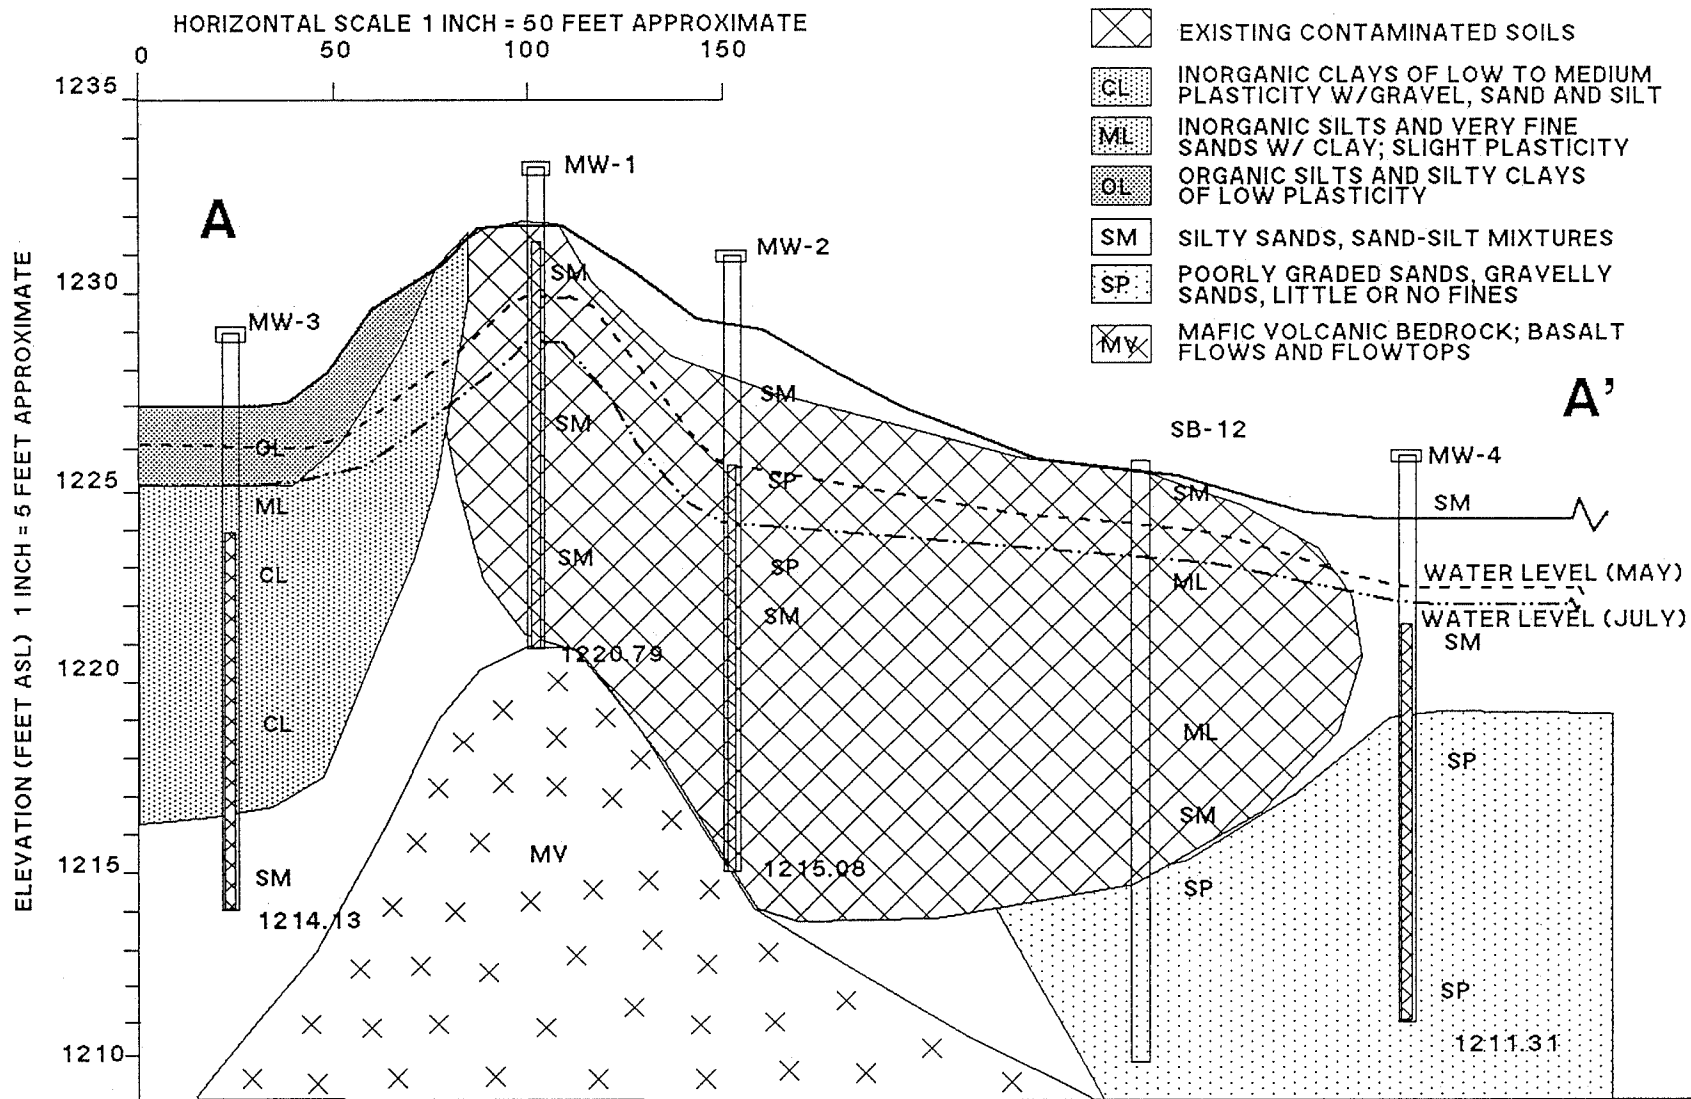 HORIZONTAL SCALE 1 INCH = 50 FEET APPROXIMATE
0 50 100 150
EXISTING CONTAMINATED SOILS
CL
INORGANIC CLAYS OF LOW TO MEDIUM
PLASTICITY W/GRAVEL, SAND AND SILT
ML
INORGANIC SILTS AND VERY FINE
SANDS W/ CLAY; SLIGHT PLASTICITY
OL
ORGANIC SILTS AND SILTY CLAYS
OF LOW PLASTICITY
SM
SILTY SANDS, SAND-SILT MIXTURES
SP
POORLY GRADED SANDS, GRAVELLY
SANDS, LITTLE OR NO FINES
MV
MAFIC VOLCANIC BEDROCK; BASALT
FLOWS AND FLOWTOPS
ELEVATION (FEET ASL) 1 INCH = 5 FEET APPROXIMATE
1235
1230
1225
1220
1215
1210
A
A'
MW-3
OL
ML
CL
CL
SM
1214.13
MW-1
SM
SM
SM
1220.79
MV
MW-2
SM
SP
SP
SM
1215.08
SB-12
SM
ML
ML
SM
SP
MW-4
SM
WATER LEVEL (MAY)
WATER LEVEL (JULY)
SM
SP
SP
1211.31